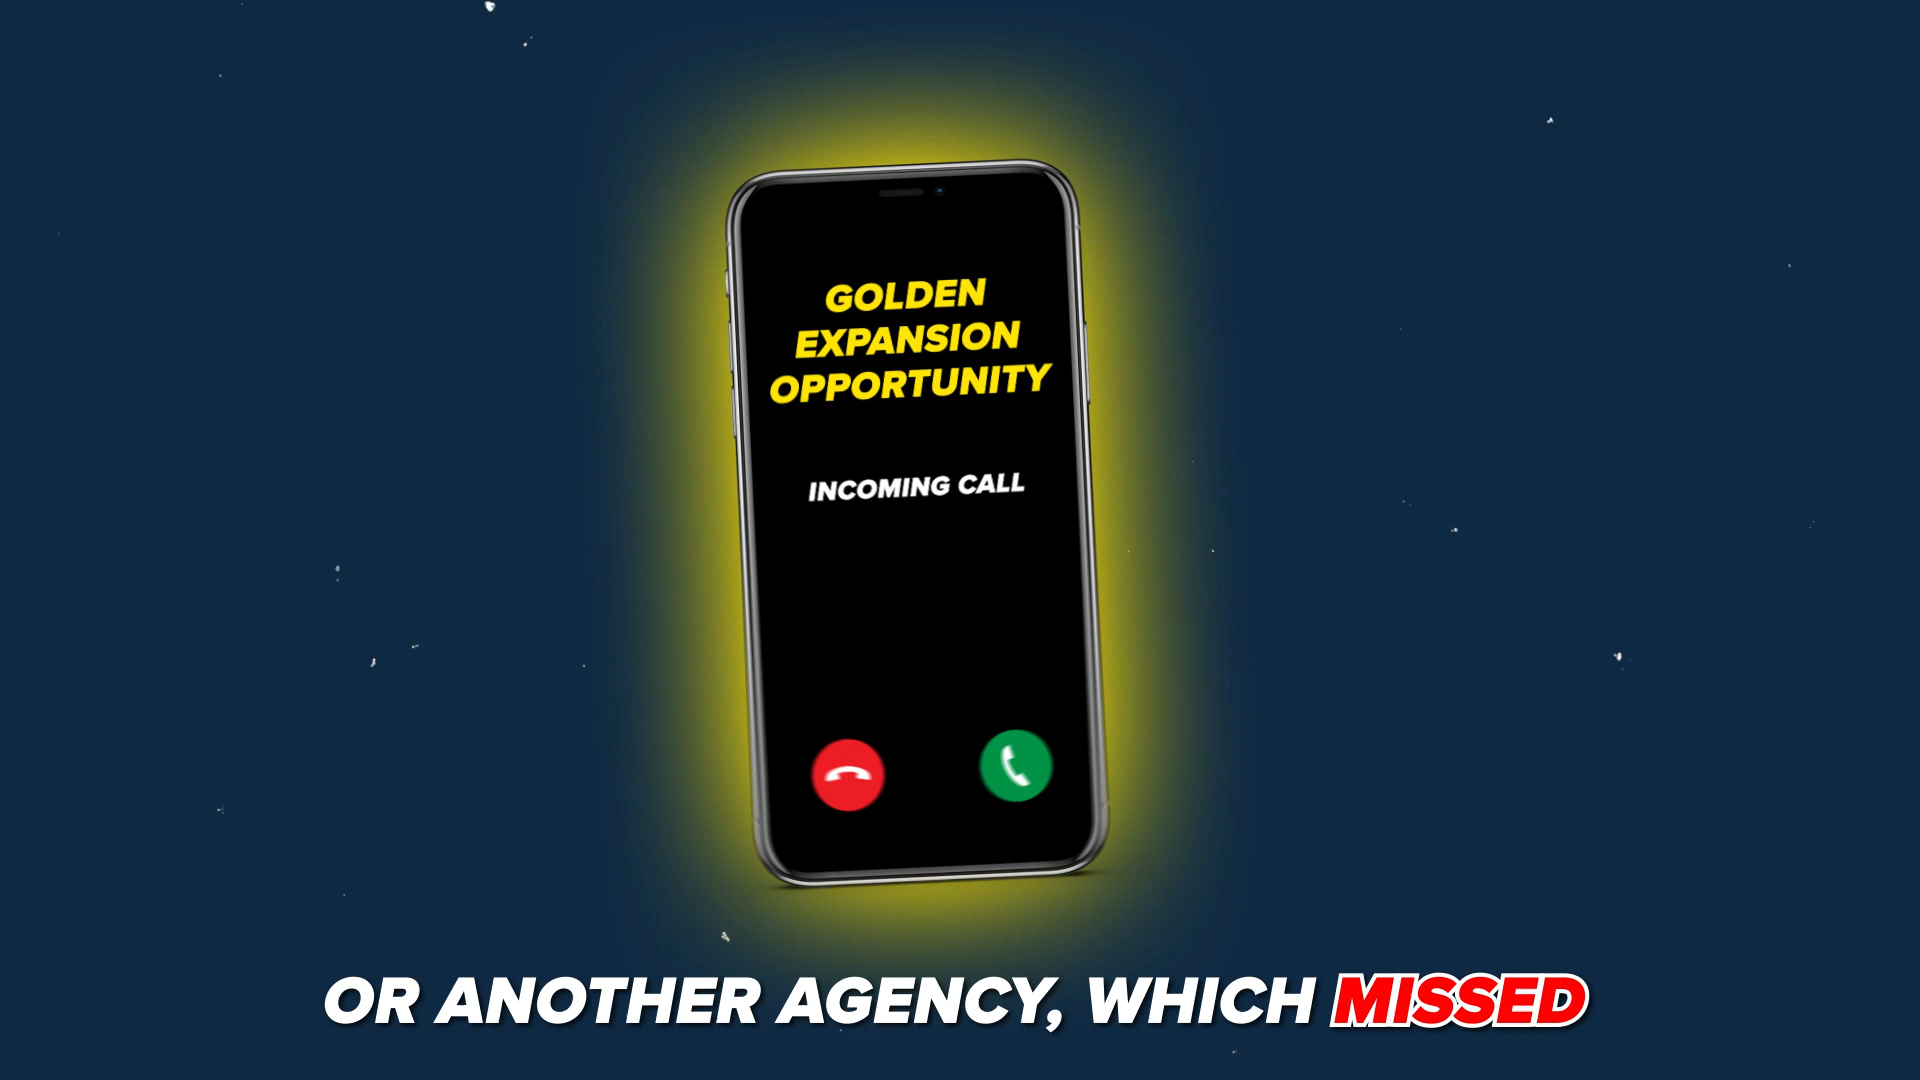 GOLDEN
EXPANSION
OPPORTUNITY
INCOMING CALL
OR ANOTHER AGENCY, WHICH MISSED